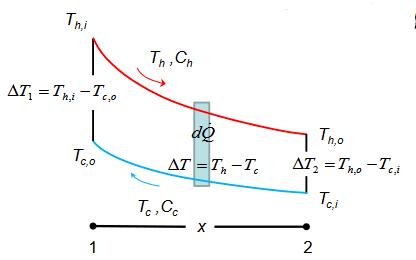 T_{h,i}
T_h , C_h
ΔT_1 = T_{h,i} − T_{c,o}
dQ̇
T_{h,o}
T_{c,o}
ΔT = T_h − T_c
ΔT_2 = T_{h,o} − T_{c,i}
T_c , C_c
T_{c,i}
x
1
2